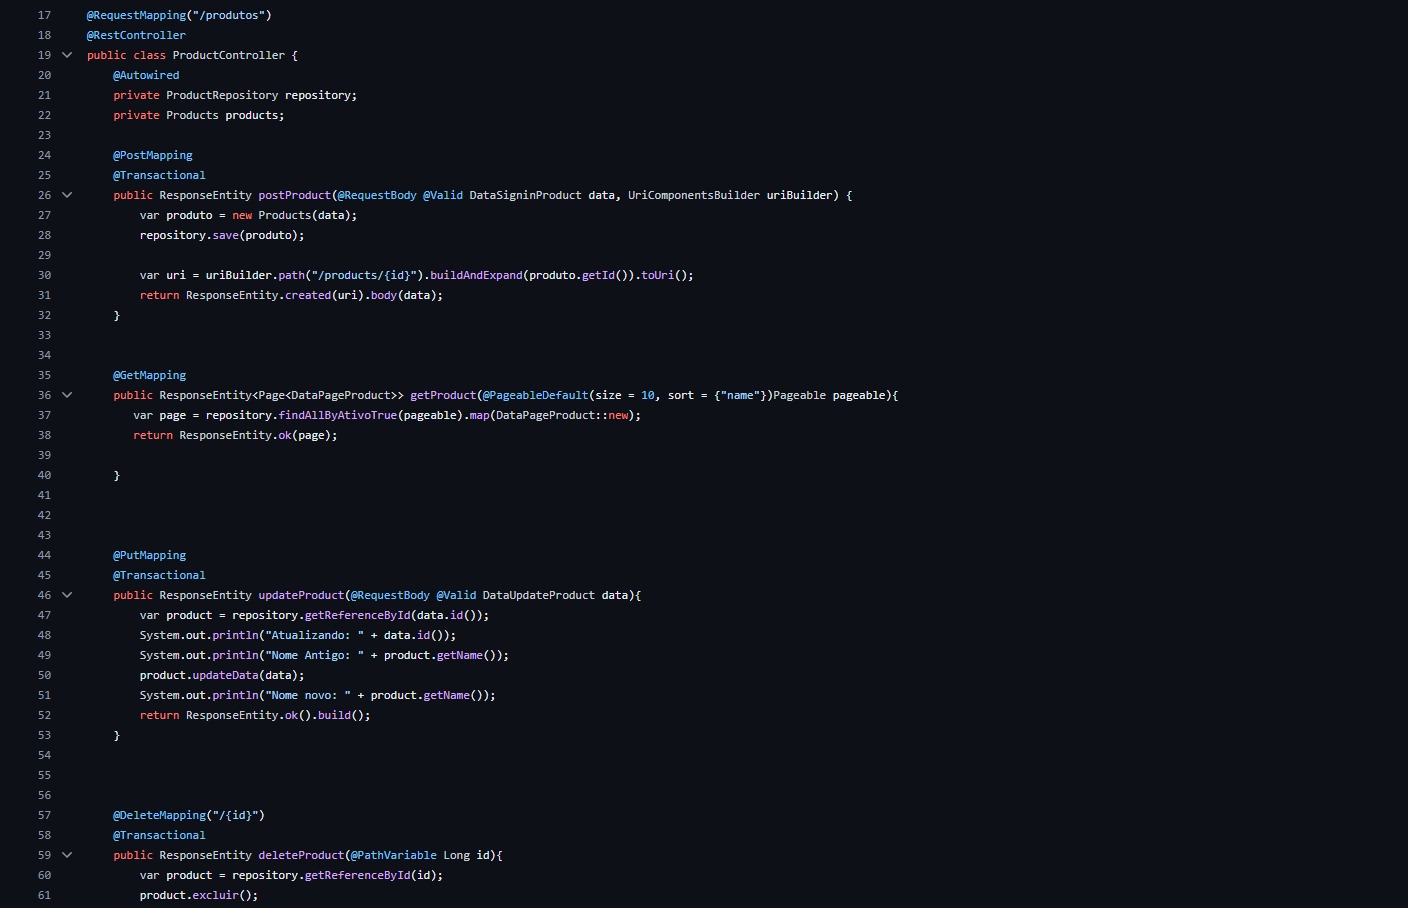 17 @RequestMapping("/produtos")
18 @RestController
19 public class ProductController {
20 @Autowired
21 private ProductRepository repository;
22 private Products products;
23
24 @PostMapping
25 @Transactional
26 public ResponseEntity postProduct(@RequestBody @Valid DataSigninProduct data, UriComponentsBuilder uriBuilder) {
27 var produto = new Products(data);
28 repository.save(produto);
29
30 var uri = uriBuilder.path("/products/{id}").buildAndExpand(produto.getId()).toUri();
31 return ResponseEntity.created(uri).body(data);
32 }
33
34
35 @GetMapping
36 public ResponseEntity<Page<DataPageProduct>> getProduct(@PageableDefault(size = 10, sort = {"name"})Pageable pageable){
37 var page = repository.findAllByAtivoTrue(pageable).map(DataPageProduct::new);
38 return ResponseEntity.ok(page);
39
40 }
41
42
43
44 @PutMapping
45 @Transactional
46 public ResponseEntity updateProduct(@RequestBody @Valid DataUpdateProduct data){
47 var product = repository.getReferenceById(data.id());
48 System.out.println("Atualizando: " + data.id());
49 System.out.println("Nome Antigo: " + product.getName());
50 product.updateData(data);
51 System.out.println("Nome novo: " + product.getName());
52 return ResponseEntity.ok().build();
53 }
54
55
56
57 @DeleteMapping("/{id}")
58 @Transactional
59 public ResponseEntity deleteProduct(@PathVariable Long id){
60 var product = repository.getReferenceById(id);
61 product.excluir();